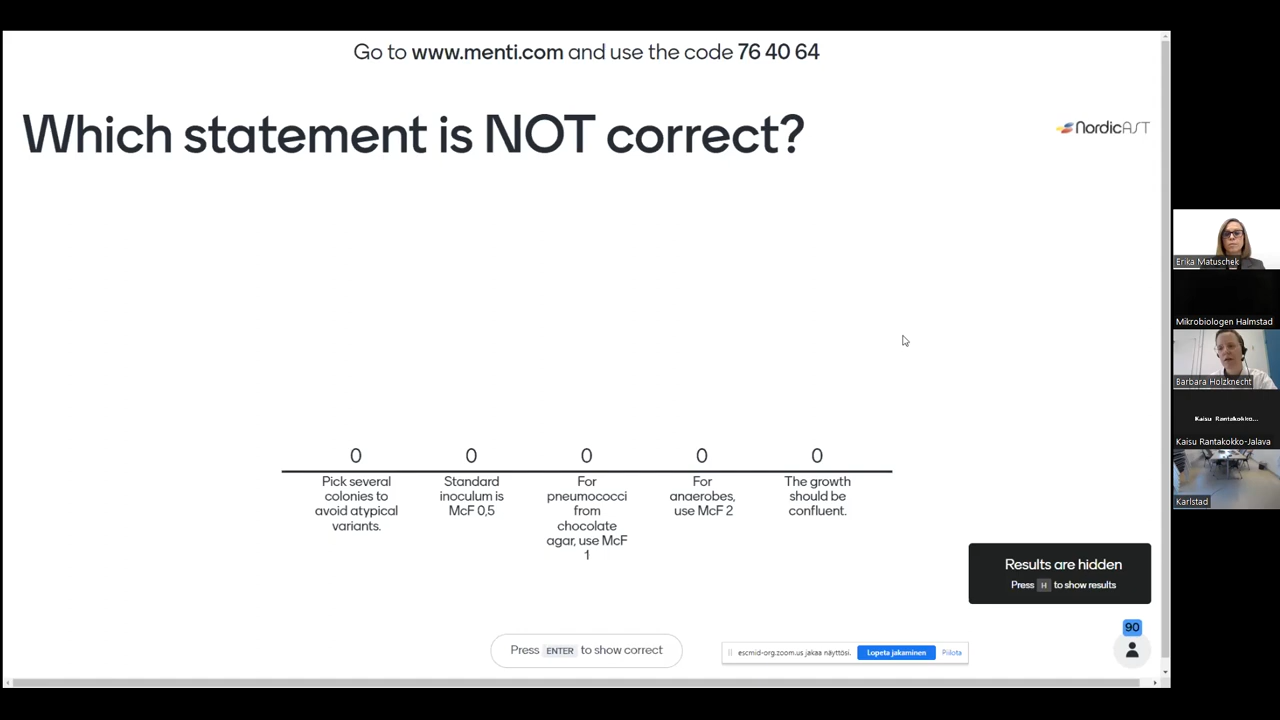 Go to www.menti.com and use the code 76 40 64
Which statement is NOT correct?
NordicAST
0
0
0
0
0
Pick several
colonies to
avoid atypical
variants.
Standard
inoculum is
McF 0,5
For
pneumococci
from
chocolate
agar, use McF
1
For
anaerobes,
use McF 2
The growth
should be
confluent.
Results are hidden
Press H to show results
90
Press ENTER to show correct
escmid-org.zoom.us jakaa näyttösi.
Lopeta jakaminen
Piilota
Erika Matuschek
Mikrobiologen Halmstad
Barbara Holzknecht
Kaisu Rantakokko...
Kaisu Rantakokko-Jalava
Karlstad